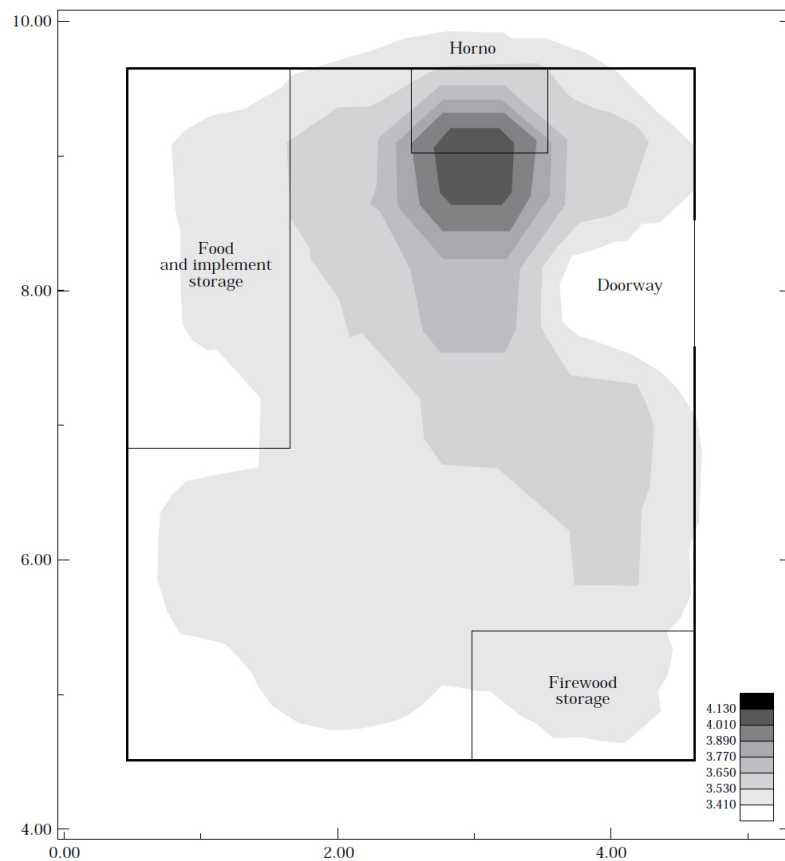 10.00
Horno
Food
and implement
storage
8.00
Doorway
6.00
Firewood
storage
4.130
4.010
3.890
3.770
3.650
3.530
3.410
4.00
0.00
2.00
4.00